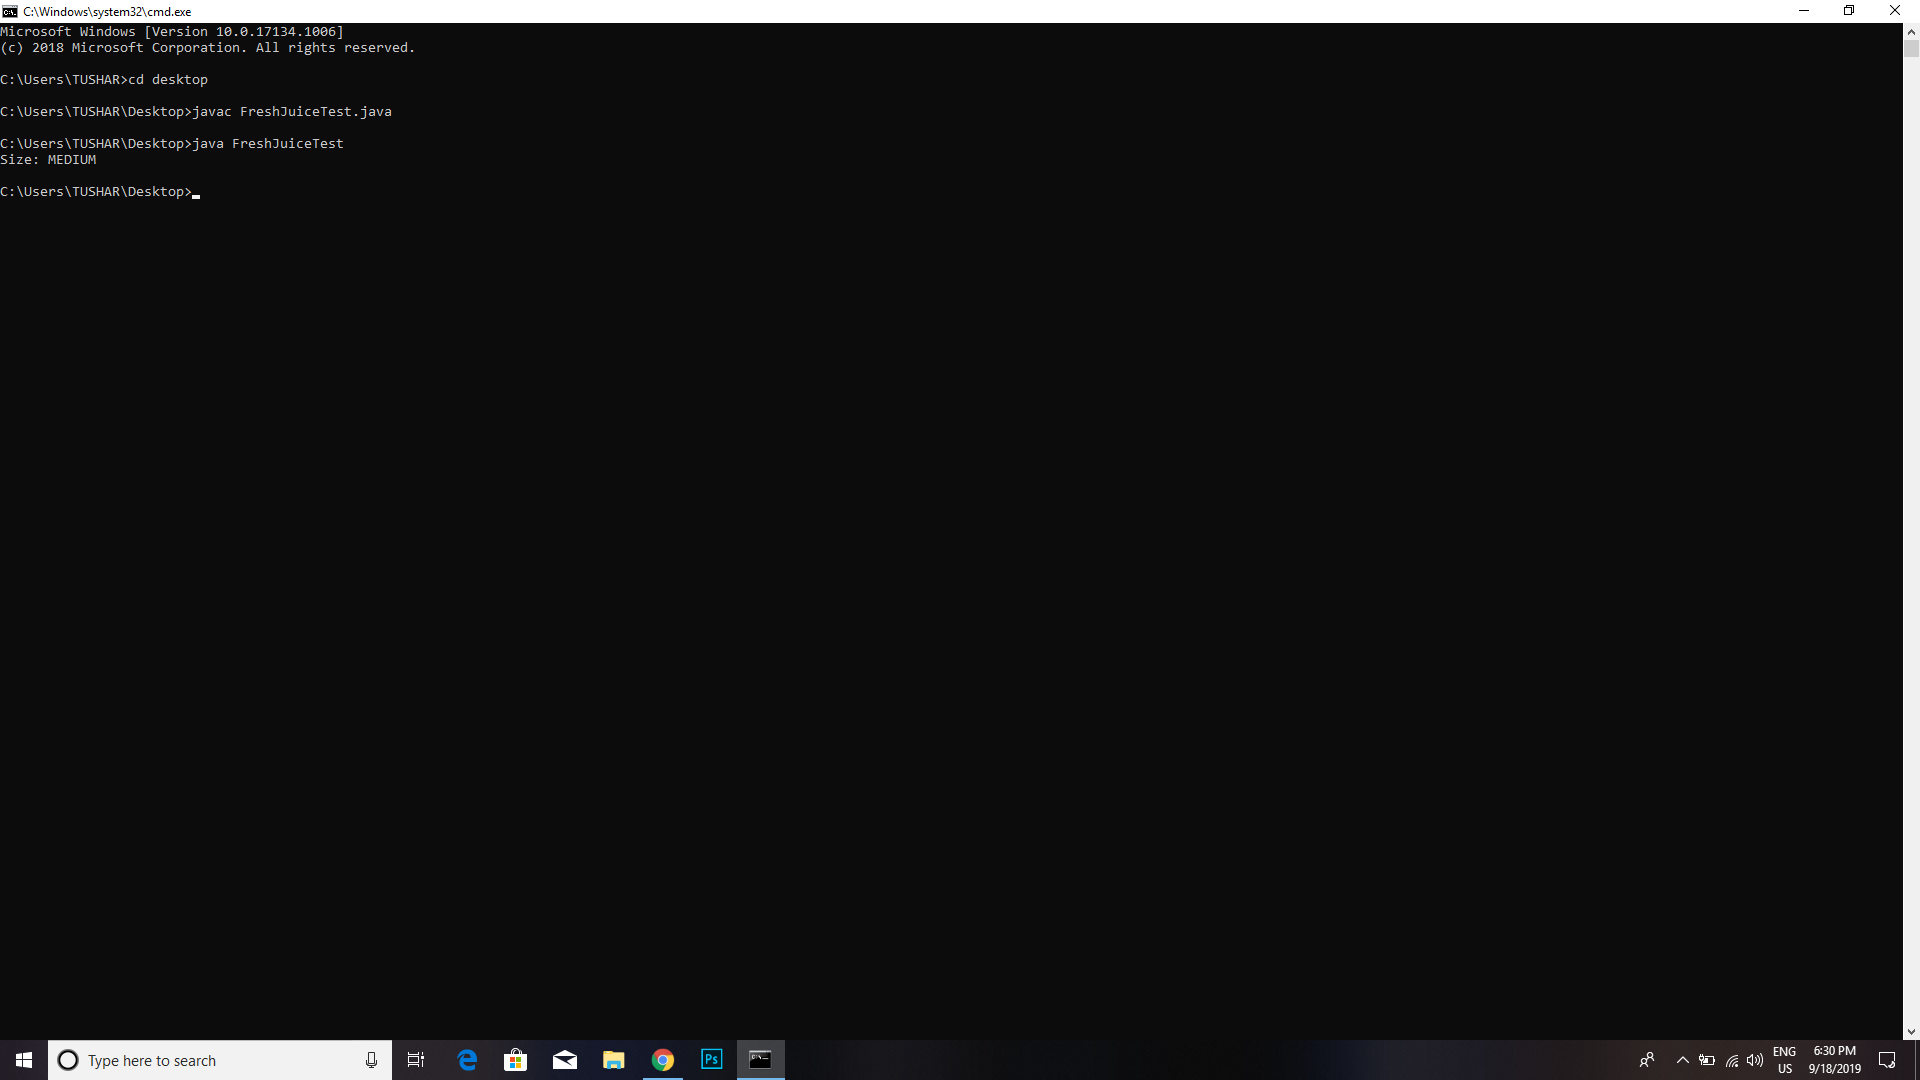 C:\Windows\system32\cmd.exe
Microsoft Windows [Version 10.0.17134.1006]
(c) 2018 Microsoft Corporation. All rights reserved.
C:\Users\TUSHAR>cd desktop
C:\Users\TUSHAR\Desktop>javac FreshJuiceTest.java
C:\Users\TUSHAR\Desktop>java FreshJuiceTest
Size: MEDIUM
C:\Users\TUSHAR\Desktop>
Type here to search
Ps
ENG
US
6:30 PM
9/18/2019